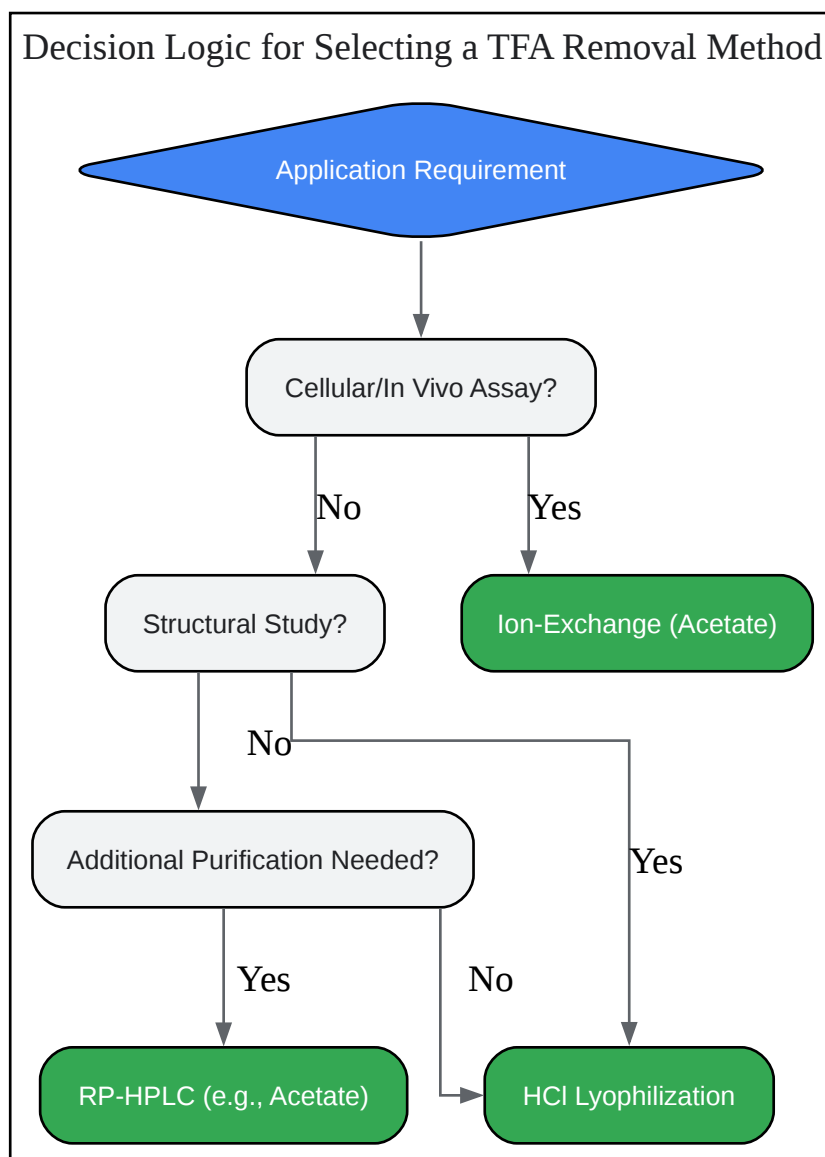 Decision Logic for Selecting a TFA Removal Method
Application Requirement
Cellular/In Vivo Assay?
No
Yes
Structural Study?
Ion-Exchange (Acetate)
No
Additional Purification Needed?
Yes
Yes
No
RP-HPLC (e.g., Acetate)
HCl Lyophilization